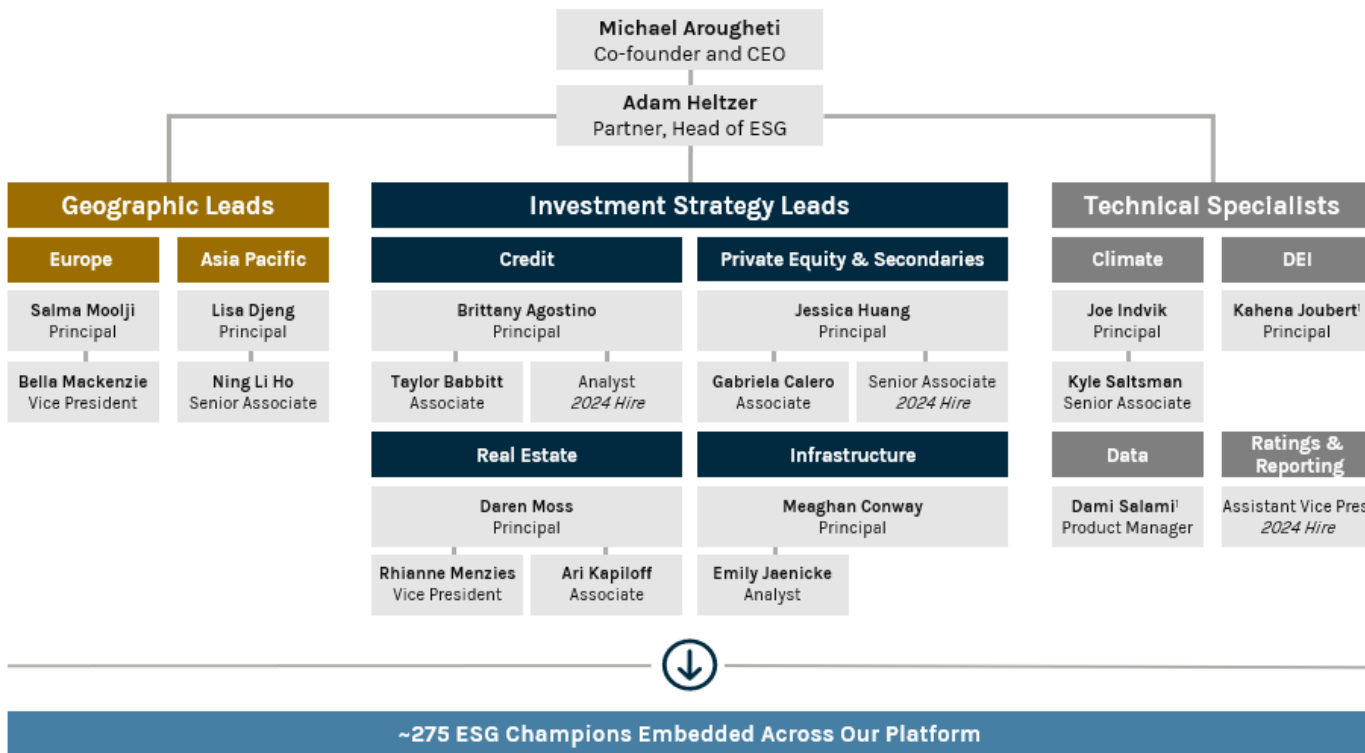 Michael Arougheti
Co-founder and CEO
Adam Heltzer
Partner, Head of ESG
Geographic Leads
Europe
Asia Pacific
Salma Moolji
Principal
Lisa Djeng
Principal
Bella Mackenzie
Vice President
Ning Li Ho
Senior Associate
Investment Strategy Leads
Credit
Private Equity & Secondaries
Brittany Agostino
Principal
Jessica Huang
Principal
Taylor Babbitt
Associate
Analyst
2024 Hire
Gabriela Calero
Associate
Senior Associate
2024 Hire
Real Estate
Infrastructure
Daren Moss
Principal
Meaghan Conway
Principal
Rhianne Menzies
Vice President
Ari Kapiloff
Associate
Emily Jaenicke
Analyst
Technical Specialists
Climate
DEI
Joe Indvik
Principal
Kahena Joubert¹
Principal
Kyle Saltsman
Senior Associate
Data
Ratings &
Reporting
Dami Salami¹
Product Manager
Assistant Vice Pres
2024 Hire
~275 ESG Champions Embedded Across Our Platform